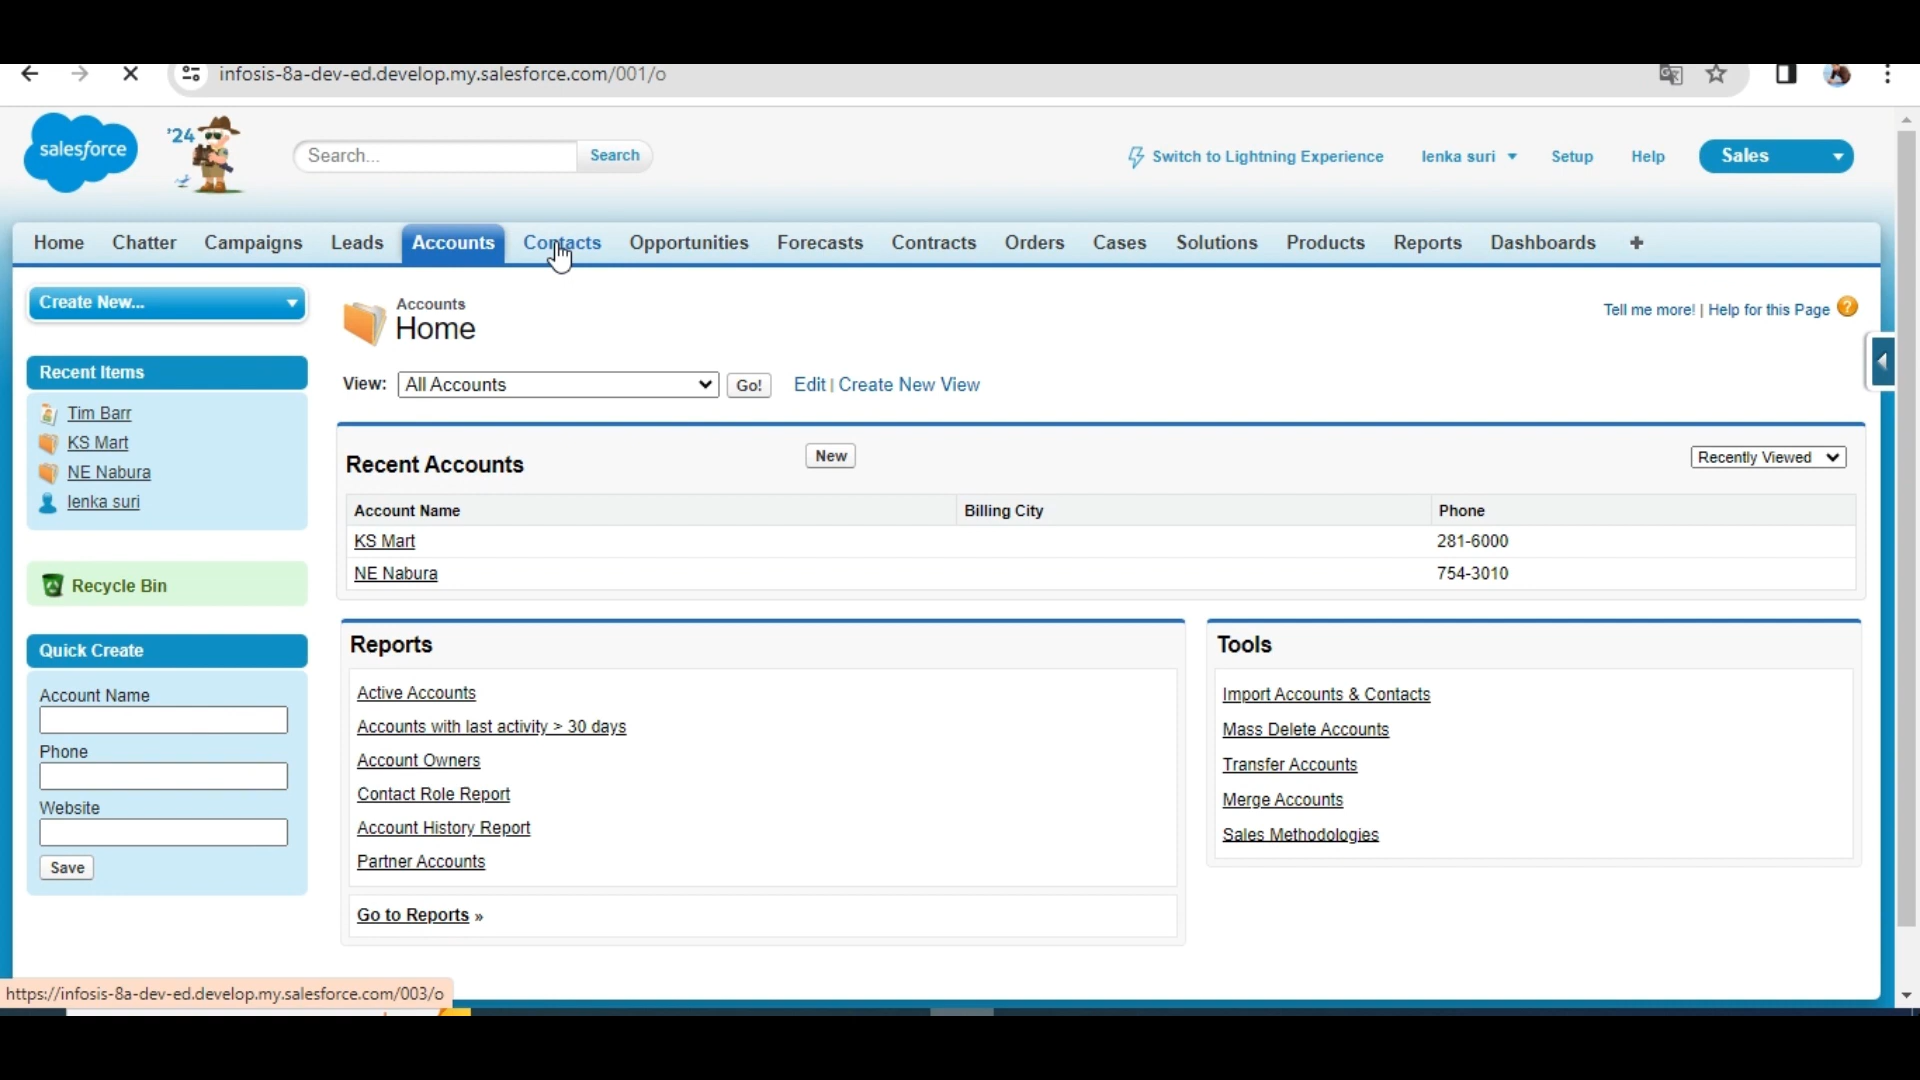 infosis-8a-dev-ed.develop.my.salesforce.com/001/o
salesforce
'24
Search...
Search
Switch to Lightning Experience
lenka suri
Setup
Help
Sales
Home
Chatter
Campaigns
Leads
Accounts
Contacts
Opportunities
Forecasts
Contracts
Orders
Cases
Solutions
Products
Reports
Dashboards
+
Create New...
Accounts
Home
Tell me more! | Help for this Page ?
View: All Accounts Go! Edit | Create New View
Recent Items
Tim Barr
KS Mart
NE Nabura
lenka suri
Recycle Bin
Quick Create
Account Name
Phone
Website
Save
Recent Accounts
New
Recently Viewed
Account Name Billing City Phone
KS Mart 281-6000
NE Nabura 754-3010
Reports
Active Accounts
Accounts with last activity > 30 days
Account Owners
Contact Role Report
Account History Report
Partner Accounts
Go to Reports »
Tools
Import Accounts & Contacts
Mass Delete Accounts
Transfer Accounts
Merge Accounts
Sales Methodologies
https://infosis-8a-dev-ed.develop.my.salesforce.com/003/o